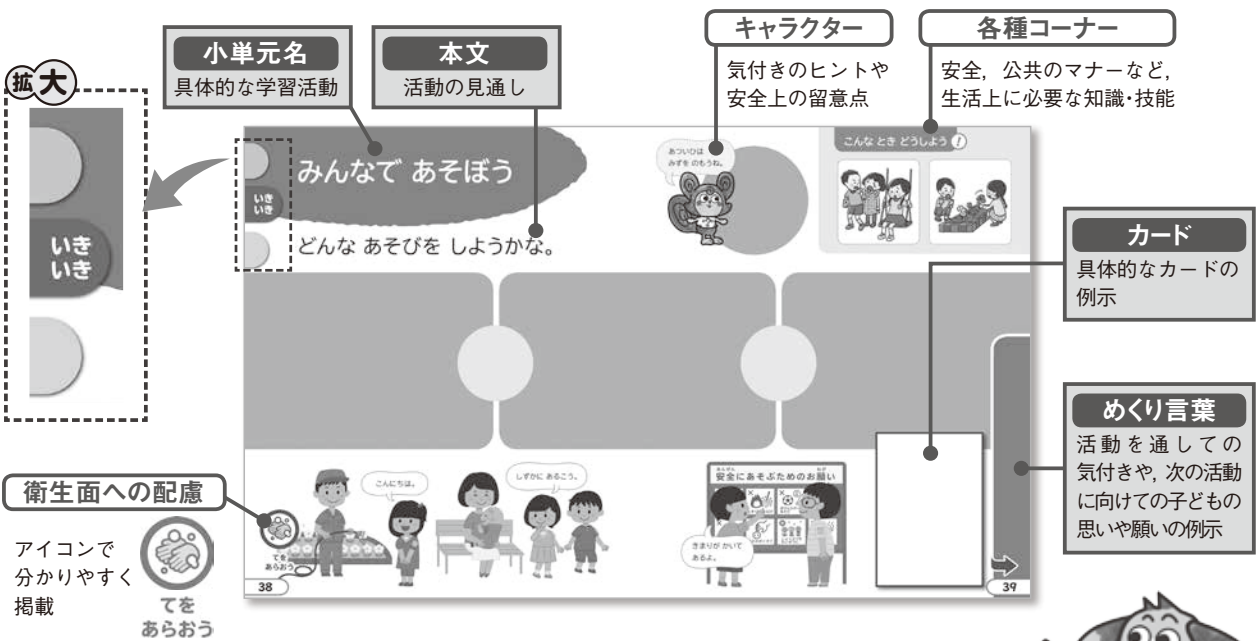 小単元名
具体的な学習活動
本文
活動の見通し
キャラクター
気付きのヒントや
安全上の留意点
各種コーナー
安全，公共のマナーなど，
生活上に必要な知識・技能
拡大
いき
いき
みんなで あそぼう
いき
いき
どんな あそびを しようかな。
あついひは
みずを のもうね。
こんな とき どうしよう！
カード
具体的なカードの
例示
めくり言葉
活動を通しての
気付きや，次の活動
に向けての子どもの
思いや願いの例示
衛生面への配慮
アイコンで
分かりやすく
掲載
てを
あらおう
てを
あらおう
こんにちは。
しずかに あるこう。
あんぜん
ねが
安全にあそぶためのお願い
きまりが かいて
あるよ。
38
39